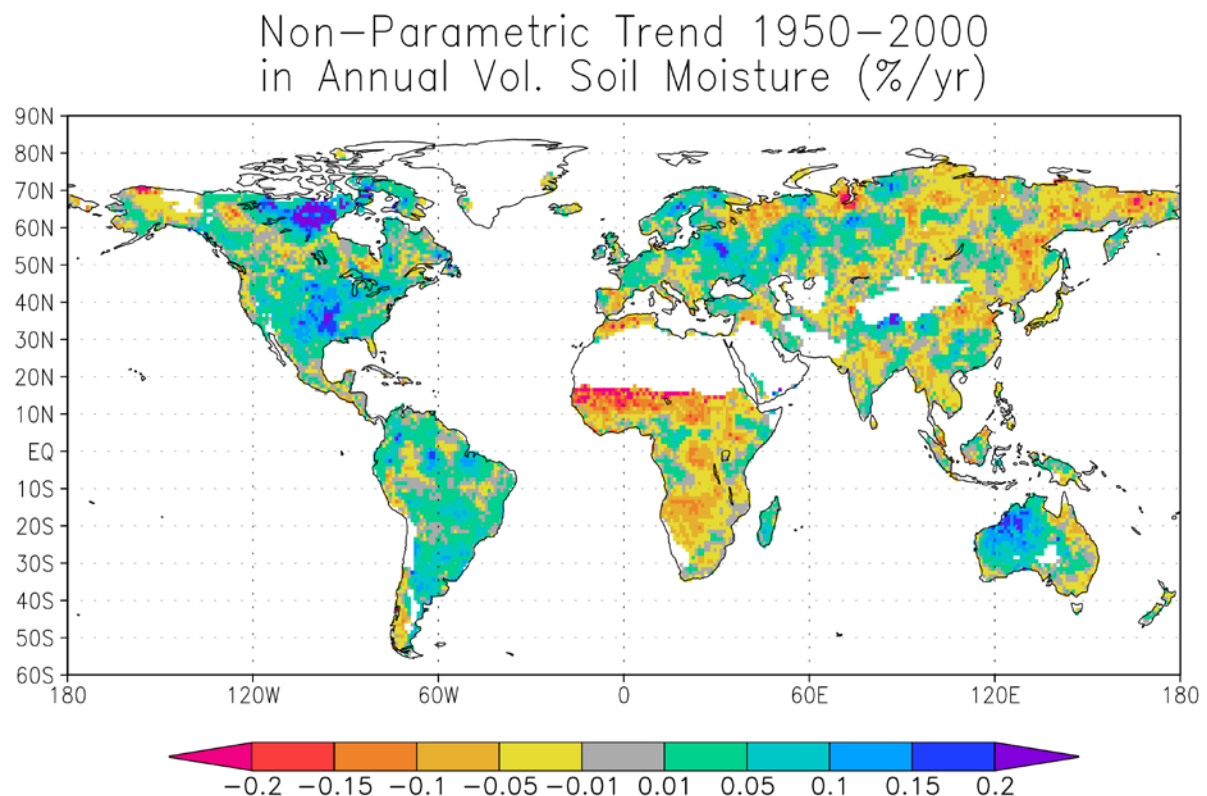 Non-Parametric Trend 1950-2000
in Annual Vol. Soil Moisture (%/yr)
90N
80N
70N
60N
50N
40N
30N
20N
10N
EQ
10S
20S
30S
40S
50S
60S
180 120W 60W 0 60E 120E 180
-0.2 -0.15 -0.1 -0.05 -0.01 0.01 0.05 0.1 0.15 0.2